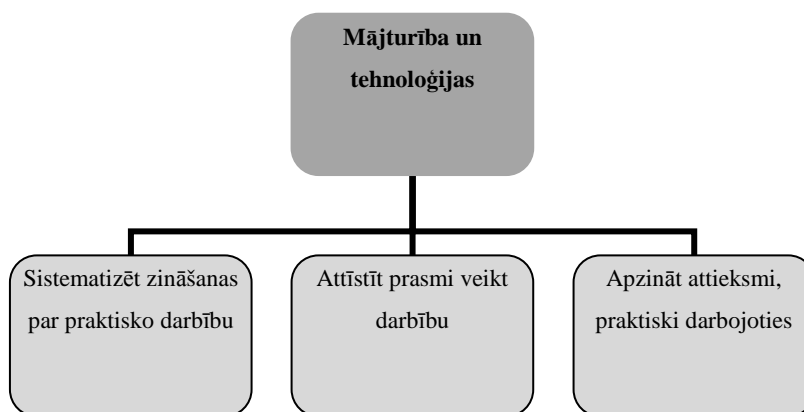 Mājturība un
tehnoloģijas
Sistematizēt zināšanas
par praktisko darbību
Attīstīt prasmi veikt
darbību
Apzināt attieksmi,
praktiski darbojoties